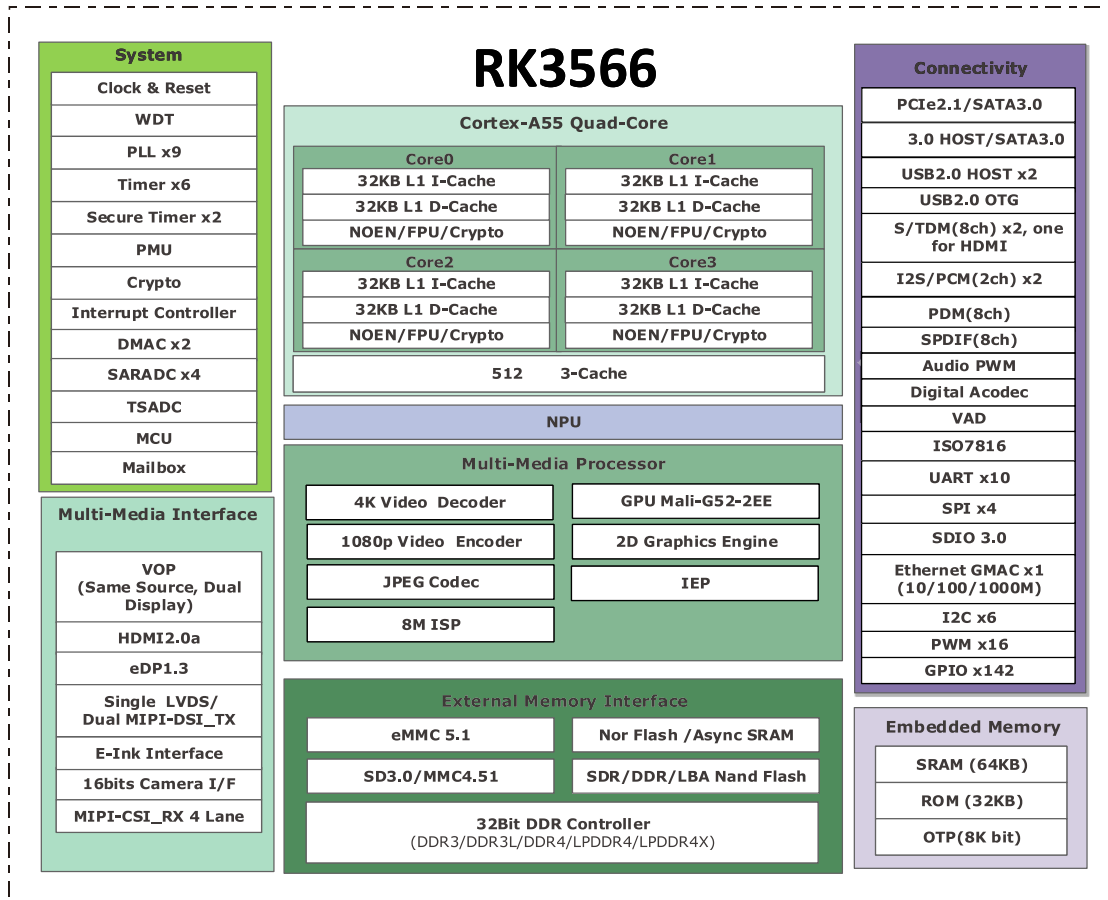 RK3566
System
Clock & Reset
WDT
PLL x9
Timer x6
Secure Timer x2
PMU
Crypto
Interrupt Controller
DMAC x2
SARADC x4
TSADC
MCU
Mailbox
Multi-Media Interface
VOP
(Same Source, Dual
Display)
HDMI2.0a
eDP1.3
Single LVDS/
Dual MIPI-DSI_TX
E-Ink Interface
16bits Camera I/F
MIPI-CSI_RX 4 Lane
Cortex-A55 Quad-Core
Core0
32KB L1 I-Cache
32KB L1 D-Cache
NOEN/FPU/Crypto
Core1
32KB L1 I-Cache
32KB L1 D-Cache
NOEN/FPU/Crypto
Core2
32KB L1 I-Cache
32KB L1 D-Cache
NOEN/FPU/Crypto
Core3
32KB L1 I-Cache
32KB L1 D-Cache
NOEN/FPU/Crypto
512 3-Cache
NPU
Multi-Media Processor
4K Video Decoder
1080p Video Encoder
JPEG Codec
8M ISP
GPU Mali-G52-2EE
2D Graphics Engine
IEP
External Memory Interface
eMMC 5.1
Nor Flash /Async SRAM
SD3.0/MMC4.51
SDR/DDR/LBA Nand Flash
32Bit DDR Controller
(DDR3/DDR3L/DDR4/LPDDR4/LPDDR4X)
Connectivity
PCIe2.1/SATA3.0
3.0 HOST/SATA3.0
USB2.0 HOST x2
USB2.0 OTG
S/TDM(8ch) x2, one
for HDMI
I2S/PCM(2ch) x2
PDM(8ch)
SPDIF(8ch)
Audio PWM
Digital Acodec
VAD
ISO7816
UART x10
SPI x4
SDIO 3.0
Ethernet GMAC x1
(10/100/1000M)
I2C x6
PWM x16
GPIO x142
Embedded Memory
SRAM (64KB)
ROM (32KB)
OTP(8K bit)